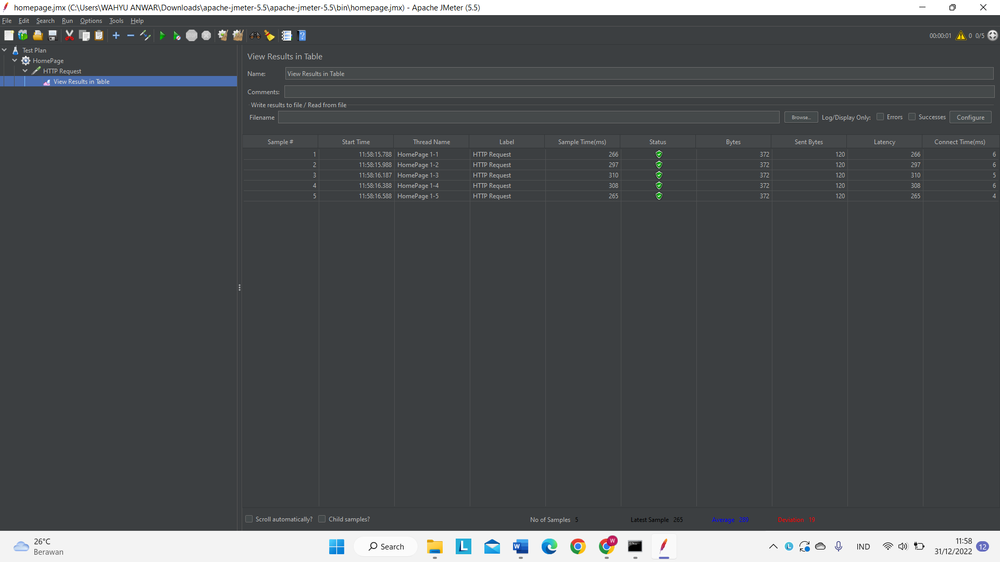 homepage.jmx (C:\Users\WAHYU ANWAR\Downloads\apache-jmeter-5.5\apache-jmeter-5.5\bin\homepage.jmx) - Apache JMeter (5.5)
File Edit Search Run Options Tools Help
STOP 00:00:01 0 0/5
Test Plan
HomePage
HTTP Request
View Results in Table
View Results in Table
Name: View Results in Table
Comments:
Write results to file / Read from file
Filename Browse... Log/Display Only: Errors Successes Configure
Sample # Start Time Thread Name Label Sample Time(ms) Status Bytes Sent Bytes Latency Connect Time(ms)
1 11:58:15.788 HomePage 1-1 HTTP Request 266 372 120 266 6
2 11:58:15.988 HomePage 1-2 HTTP Request 297 372 120 297 6
3 11:58:16.187 HomePage 1-3 HTTP Request 310 372 120 310 5
4 11:58:16.388 HomePage 1-4 HTTP Request 308 372 120 308 6
5 11:58:16.588 HomePage 1-5 HTTP Request 265 372 120 265 4
Scroll automatically? Child samples? No of Samples 5 Latest Sample 265 Average 289 Deviation 19
26°C
Berawan
Search
L
W
W
L
IND
11:58
31/12/2022
12